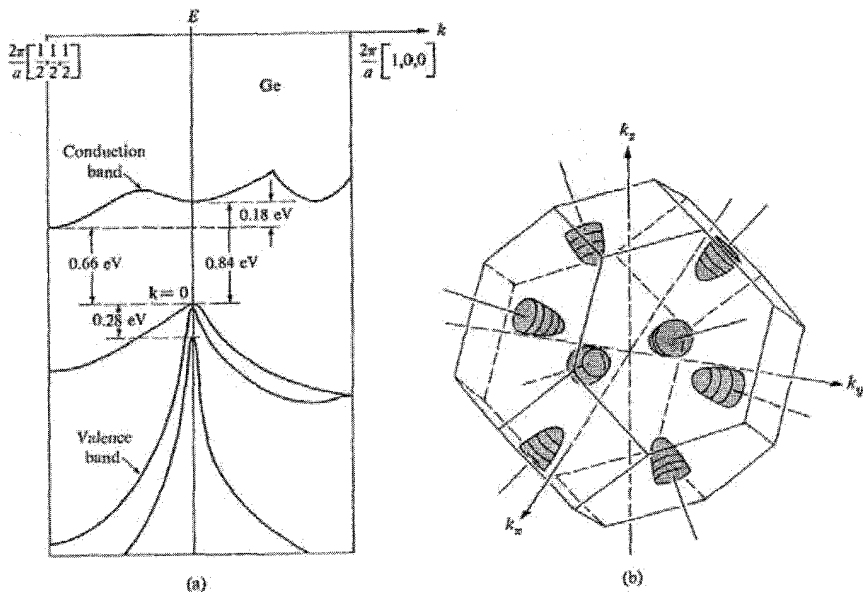 E
k
2π/a [1/2, 1/2, 1/2]
2π/a [1,0,0]
Ge
Conduction
band
0.18 eV
0.66 eV
0.84 eV
k = 0
0.28 eV
Valence
band
(a)
k_z
k_y
k_x
(b)